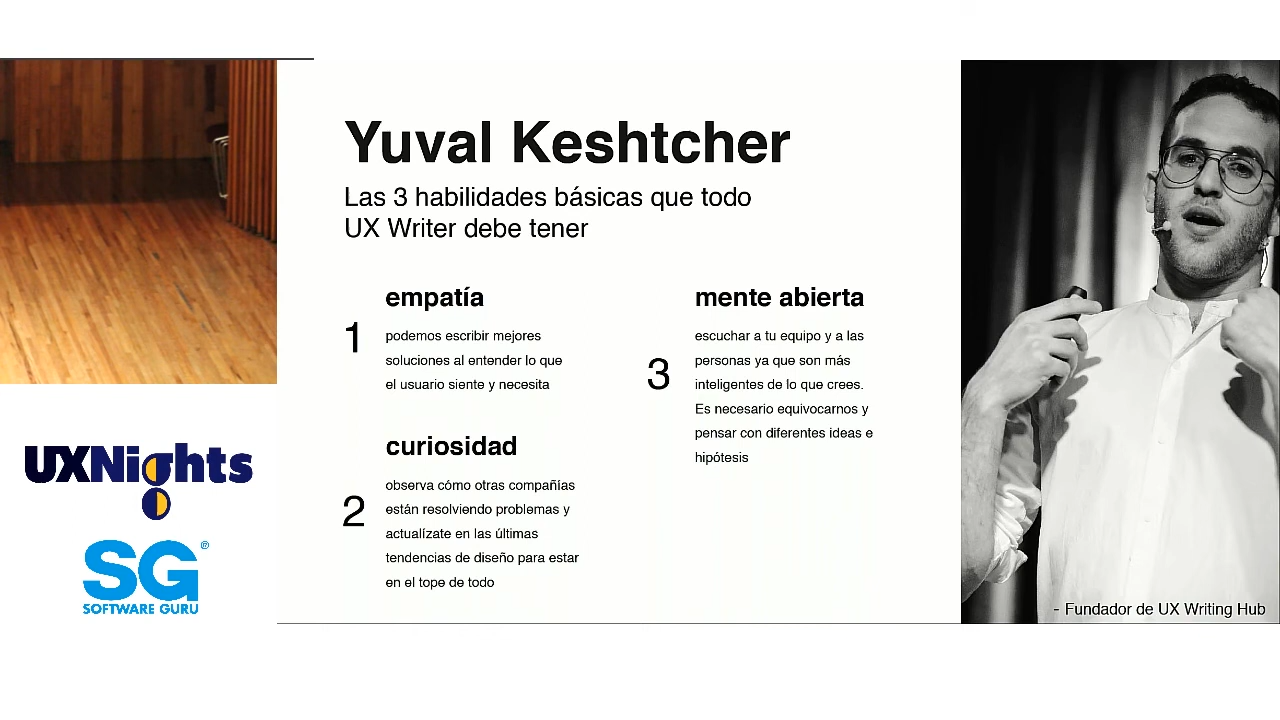 Yuval Keshtcher
Las 3 habilidades básicas que todo
UX Writer debe tener
1
empatía
podemos escribir mejores
soluciones al entender lo que
el usuario siente y necesita
2
curiosidad
observa cómo otras compañías
están resolviendo problemas y
actualízate en las últimas
tendencias de diseño para estar
en el tope de todo
3
mente abierta
escuchar a tu equipo y a las
personas ya que son más
inteligentes de lo que crees.
Es necesario equivocarnos y
pensar con diferentes ideas e
hipótesis
- Fundador de UX Writing Hub
UXNights
SG®
SOFTWARE GURU